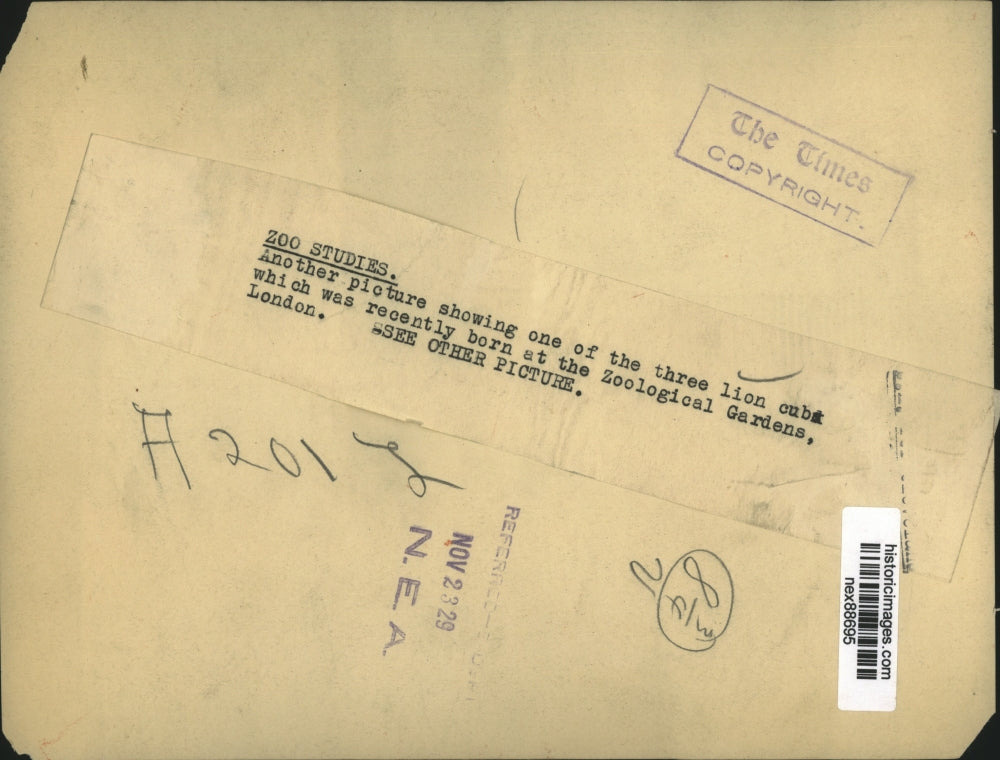 The Times
COPYRIGHT.
ZOO STUDIES.
Another picture showing one of the three lion cubs
which was recently born at the Zoological Gardens,
London.
SSEE OTHER PICTURE.
A 201
REFERENCE
NOV 23 29
N. E. A.
historicimages.com
nex88695